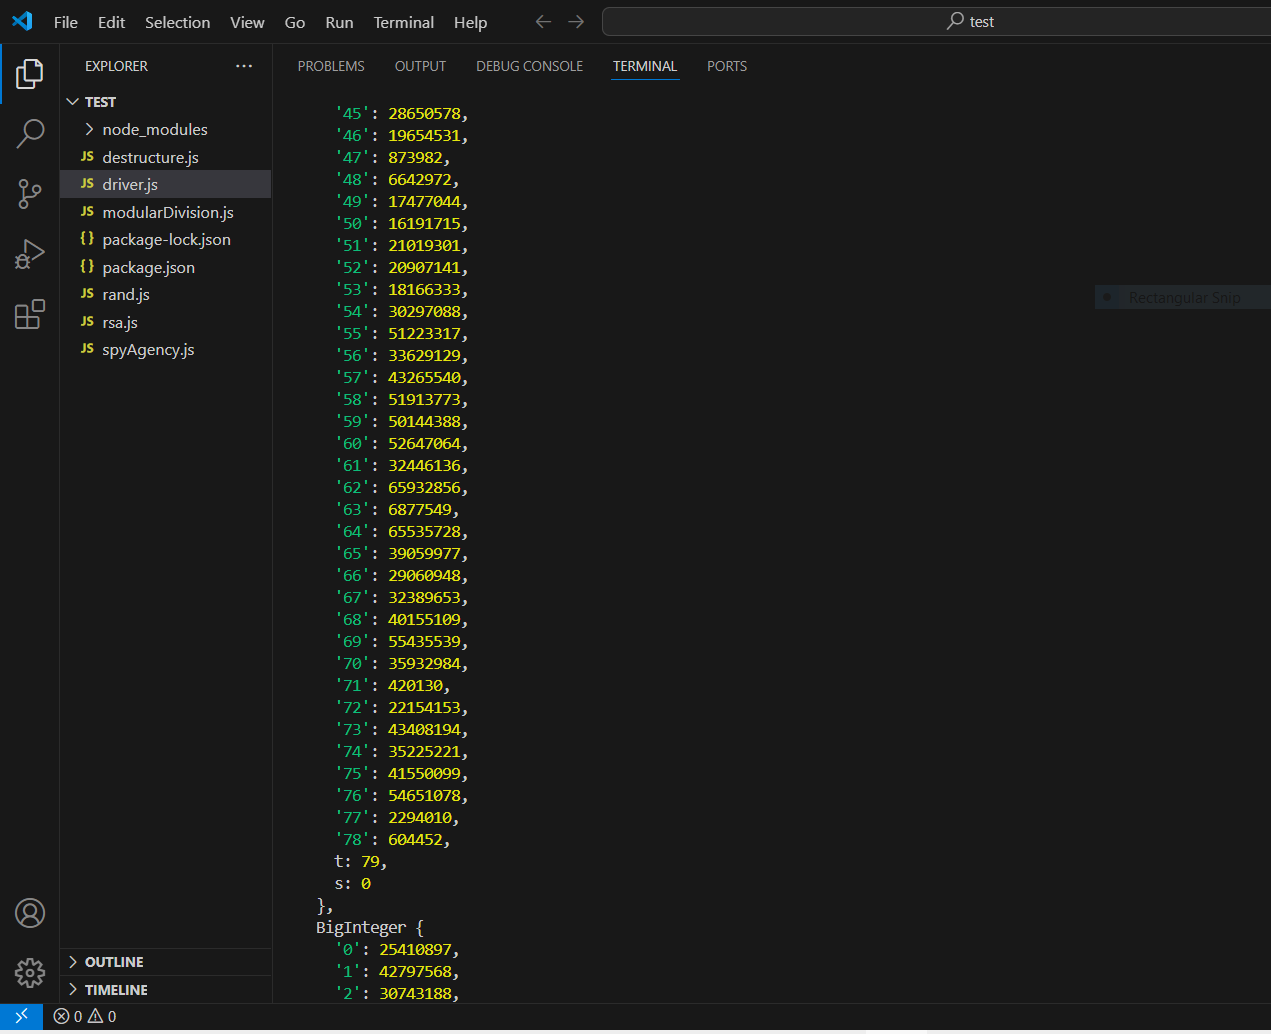 File Edit Selection View Go Run Terminal Help
test
EXPLORER
TEST
node_modules
JS destructure.js
JS driver.js
JS modularDivision.js
{} package-lock.json
{} package.json
JS rand.js
JS rsa.js
JS spyAgency.js
OUTLINE
TIMELINE
PROBLEMS OUTPUT DEBUG CONSOLE TERMINAL PORTS
'45': 28650578,
'46': 19654531,
'47': 873982,
'48': 6642972,
'49': 17477044,
'50': 16191715,
'51': 21019301,
'52': 20907141,
'53': 18166333,
'54': 30297088,
'55': 51223317,
'56': 33629129,
'57': 43265540,
'58': 51913773,
'59': 50144388,
'60': 52647064,
'61': 32446136,
'62': 65932856,
'63': 6877549,
'64': 65535728,
'65': 39059977,
'66': 29060948,
'67': 32389653,
'68': 40155109,
'69': 55435539,
'70': 35932984,
'71': 420130,
'72': 22154153,
'73': 43408194,
'74': 35225221,
'75': 41550099,
'76': 54651078,
'77': 2294010,
'78': 604452,
t: 79,
s: 0
},
BigInteger {
'0': 25410897,
'1': 42797568,
'2': 30743188,
Rectangular Snip
0 0